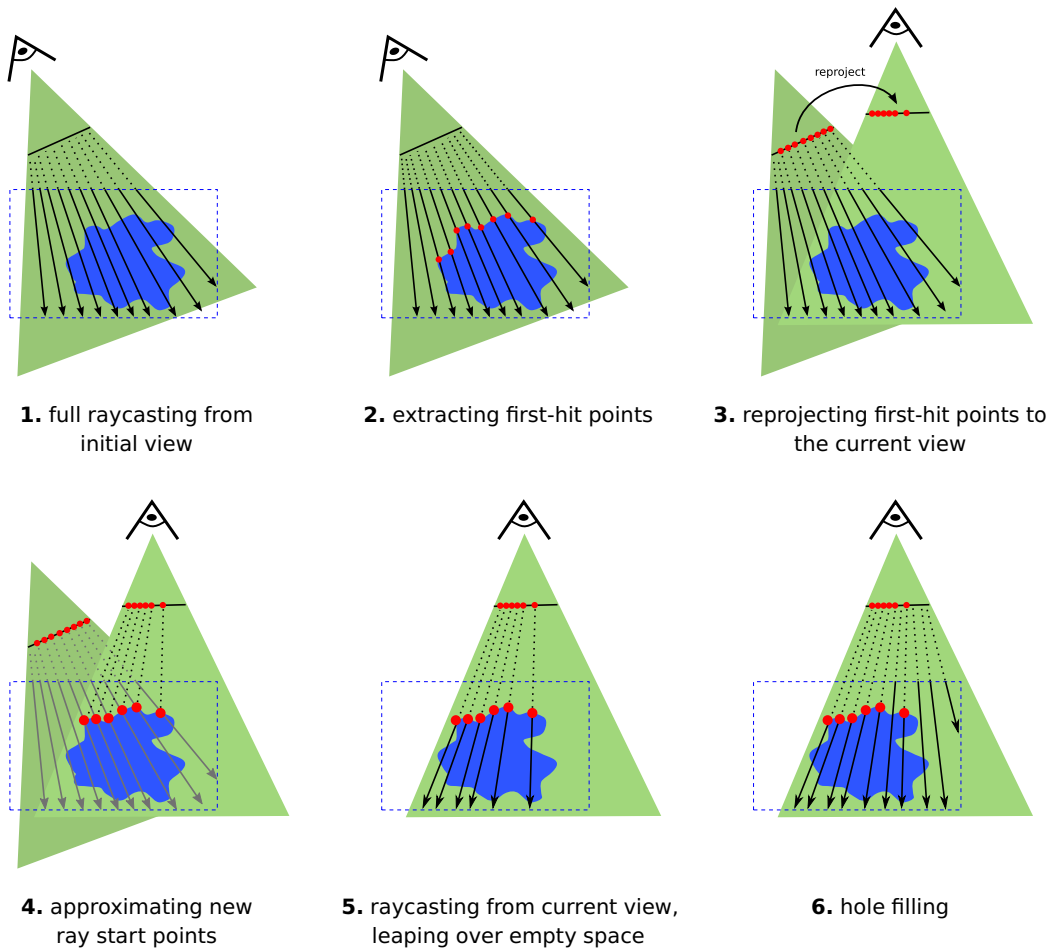 reproject
1. full raycasting from
initial view
2. extracting first-hit points
3. reprojecting first-hit points to
the current view
4. approximating new
ray start points
5. raycasting from current view,
leaping over empty space
6. hole filling